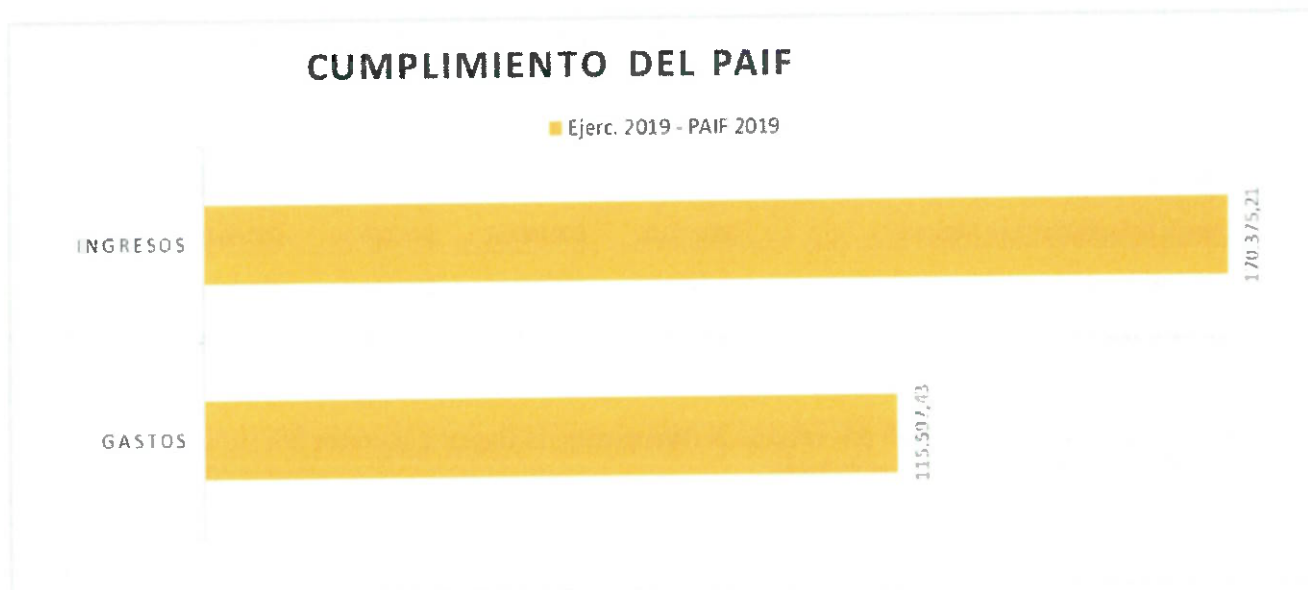 CUMPLIMIENTO DEL PAIF
Ejerc. 2019 - PAIF 2019
INGRESOS
170.375,21
GASTOS
115.597,43